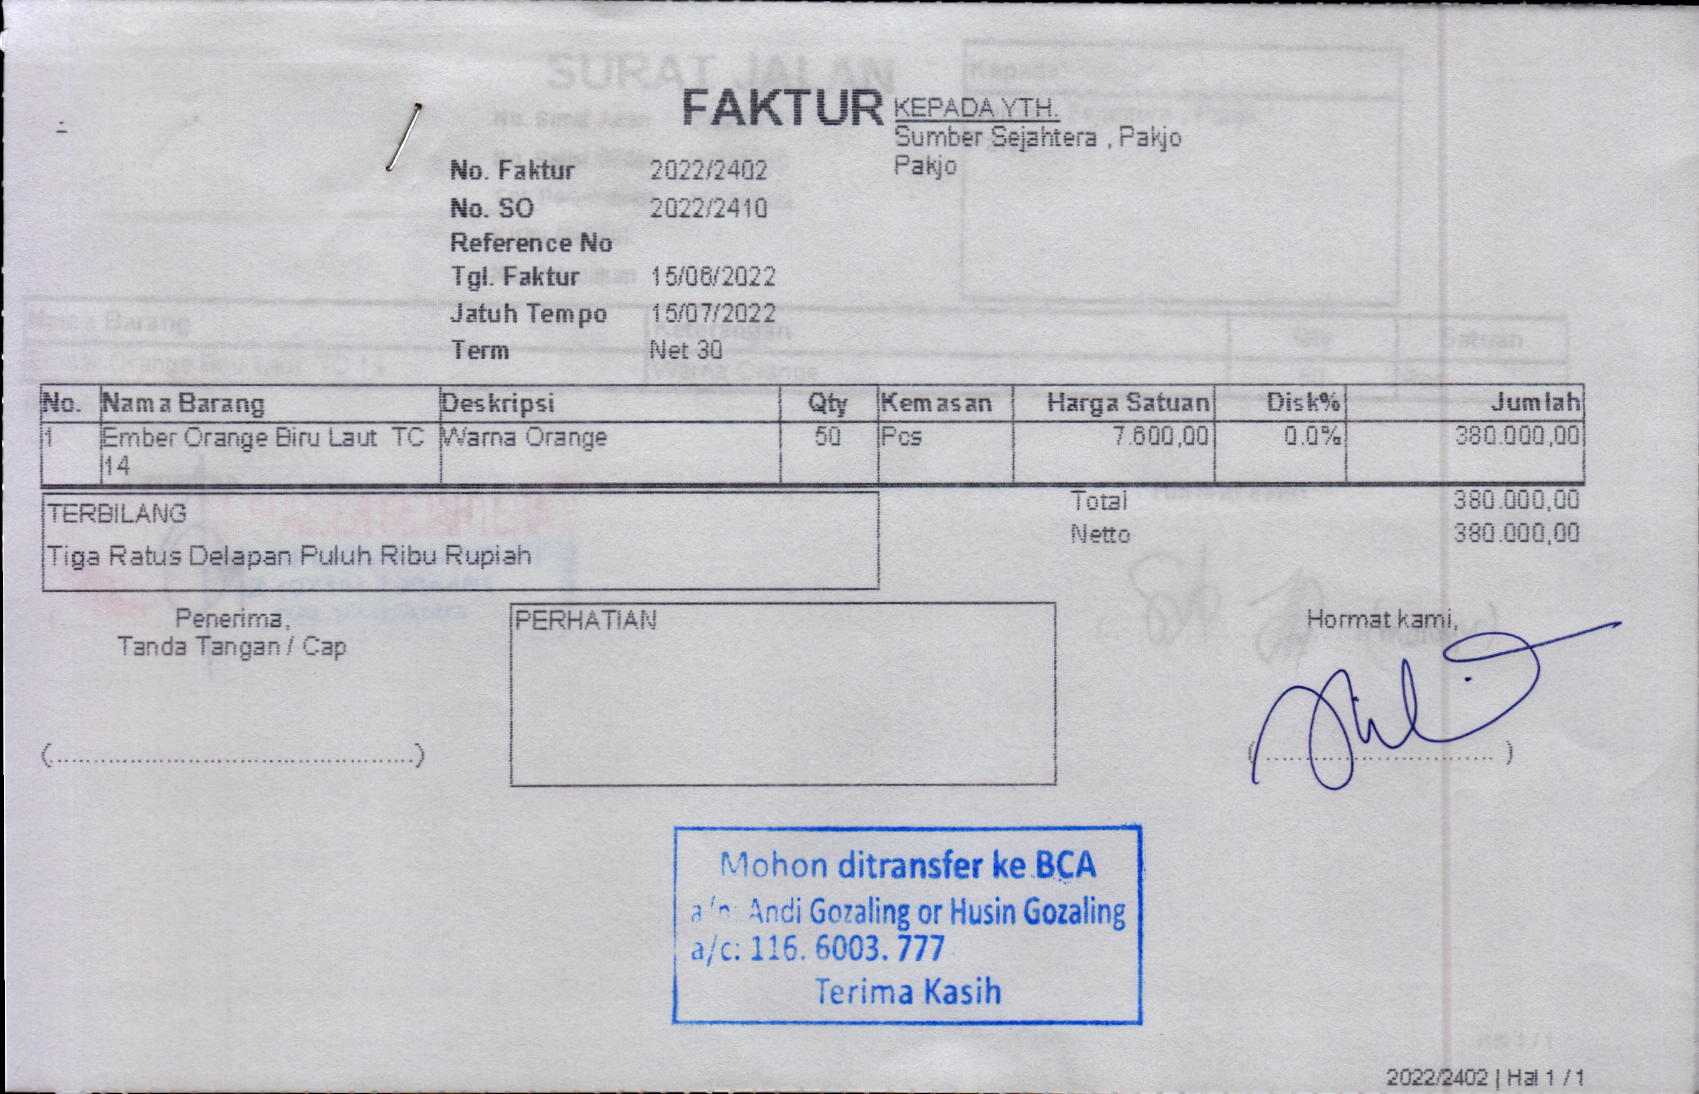 FAKTUR
KEPADA YTH.
Sumber Sejahtera , Pakjo
Pakjo
No. Faktur 2022/2402
No. SO 2022/2410
Reference No
Tgl. Faktur 15/06/2022
Jatuh Tempo 15/07/2022
Term Net 30
No. Nama Barang Deskripsi Qty Kemasan Harga Satuan Disk% Jumlah
1 Ember Orange Biru Laut TC Warna Orange 50 Pcs 7.600,00 0.0% 380.000,00
14
Total 380.000,00
Netto 380.000,00
TERBILANG
Tiga Ratus Delapan Puluh Ribu Rupiah
Penerima,
Tanda Tangan / Cap
PERHATIAN
Hormat kami,
Mohon ditransfer ke BCA
a/n: Andi Gozaling or Husin Gozaling
a/c: 116. 6003. 777
Terima Kasih
2022/2402 | Hal 1 / 1